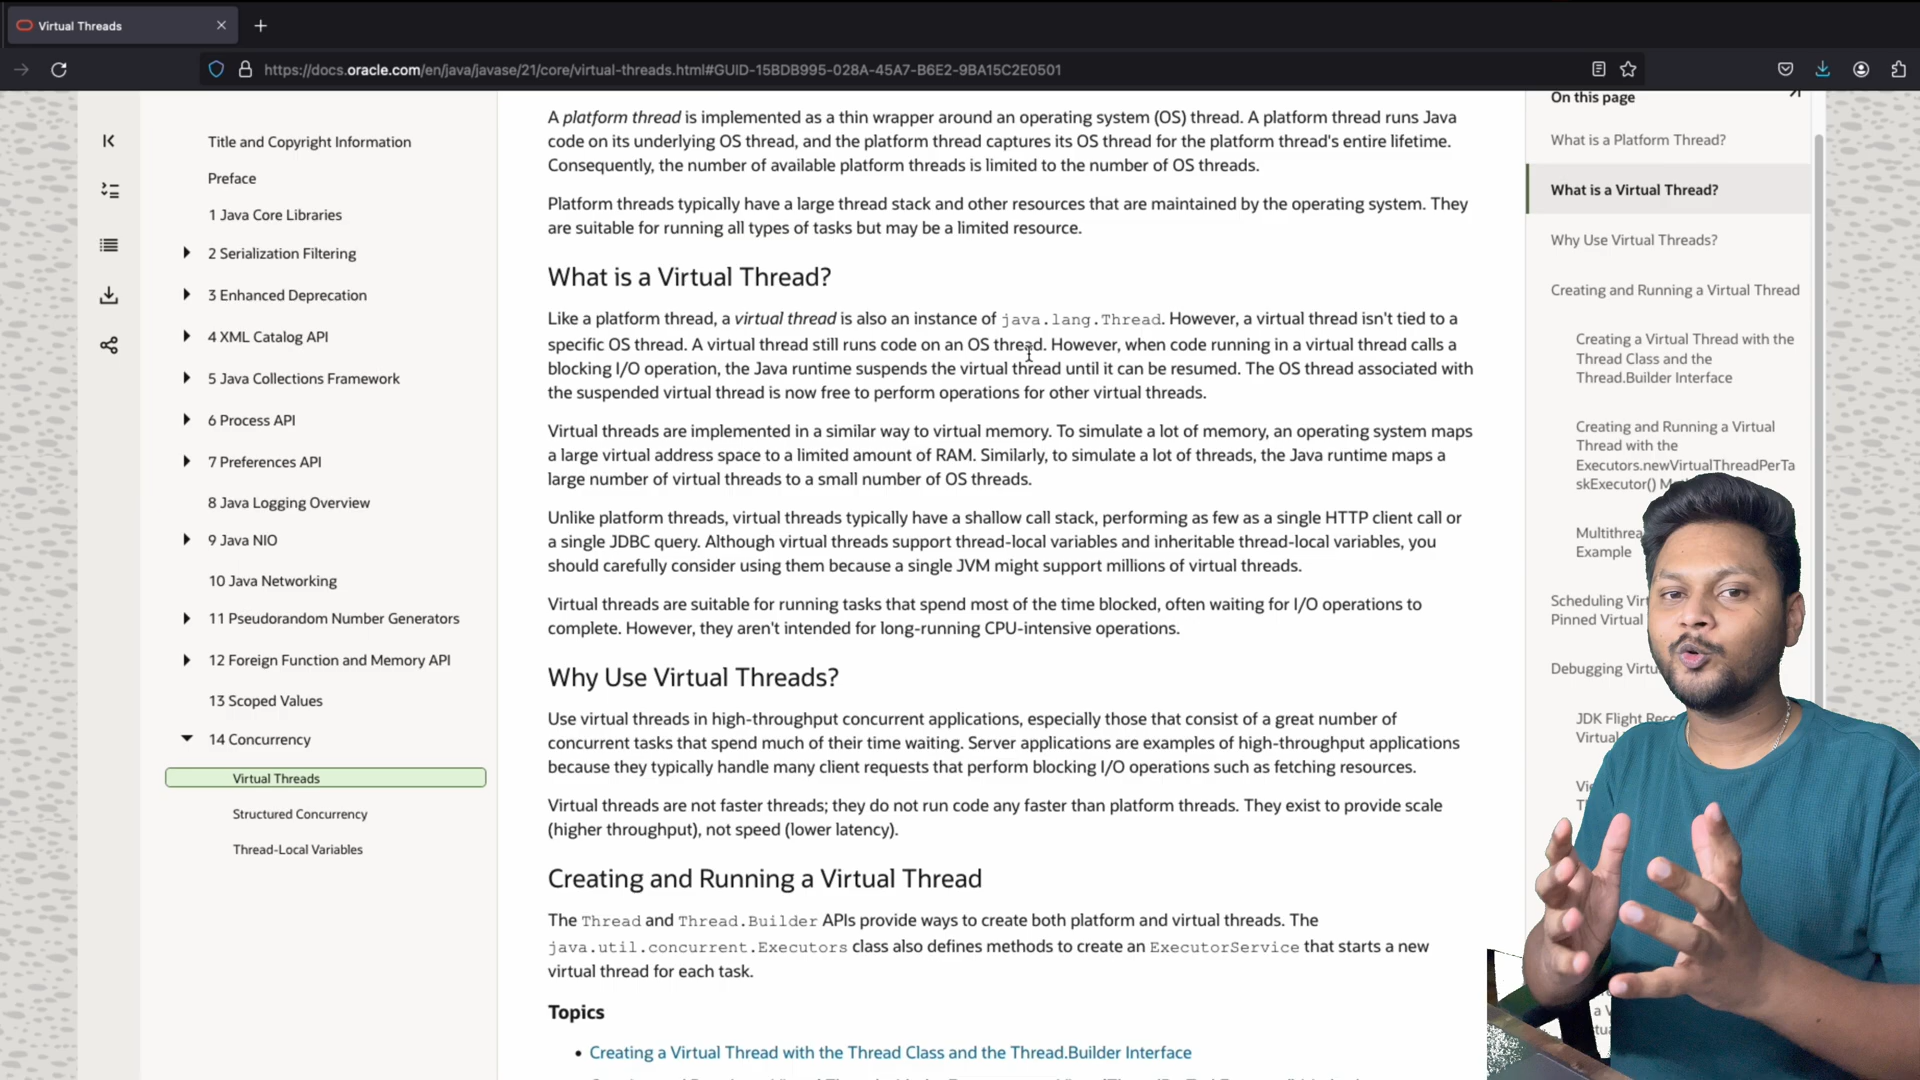 Virtual Threads
https://docs.oracle.com/en/java/javase/21/core/virtual-threads.html#GUID-15BDB995-028A-45A7-B6E2-9BA15C2E0501
Title and Copyright Information
Preface
1 Java Core Libraries
2 Serialization Filtering
3 Enhanced Deprecation
4 XML Catalog API
5 Java Collections Framework
6 Process API
7 Preferences API
8 Java Logging Overview
9 Java NIO
10 Java Networking
11 Pseudorandom Number Generators
12 Foreign Function and Memory API
13 Scoped Values
14 Concurrency
Virtual Threads
Structured Concurrency
Thread-Local Variables
A platform thread is implemented as a thin wrapper around an operating system (OS) thread. A platform thread runs Java
code on its underlying OS thread, and the platform thread captures its OS thread for the platform thread's entire lifetime.
Consequently, the number of available platform threads is limited to the number of OS threads.
Platform threads typically have a large thread stack and other resources that are maintained by the operating system. They
are suitable for running all types of tasks but may be a limited resource.
What is a Virtual Thread?
Like a platform thread, a virtual thread is also an instance of java.lang.Thread. However, a virtual thread isn't tied to a
specific OS thread. A virtual thread still runs code on an OS thread. However, when code running in a virtual thread calls a
blocking I/O operation, the Java runtime suspends the virtual thread until it can be resumed. The OS thread associated with
the suspended virtual thread is now free to perform operations for other virtual threads.
Virtual threads are implemented in a similar way to virtual memory. To simulate a lot of memory, an operating system maps
a large virtual address space to a limited amount of RAM. Similarly, to simulate a lot of threads, the Java runtime maps a
large number of virtual threads to a small number of OS threads.
Unlike platform threads, virtual threads typically have a shallow call stack, performing as few as a single HTTP client call or
a single JDBC query. Although virtual threads support thread-local variables and inheritable thread-local variables, you
should carefully consider using them because a single JVM might support millions of virtual threads.
Virtual threads are suitable for running tasks that spend most of the time blocked, often waiting for I/O operations to
complete. However, they aren't intended for long-running CPU-intensive operations.
Why Use Virtual Threads?
Use virtual threads in high-throughput concurrent applications, especially those that consist of a great number of
concurrent tasks that spend much of their time waiting. Server applications are examples of high-throughput applications
because they typically handle many client requests that perform blocking I/O operations such as fetching resources.
Virtual threads are not faster threads; they do not run code any faster than platform threads. They exist to provide scale
(higher throughput), not speed (lower latency).
Creating and Running a Virtual Thread
The Thread and Thread.Builder APIs provide ways to create both platform and virtual threads. The
java.util.concurrent.Executors class also defines methods to create an ExecutorService that starts a new
virtual thread for each task.
Topics
• Creating a Virtual Thread with the Thread Class and the Thread.Builder Interface
On this page
What is a Platform Thread?
What is a Virtual Thread?
Why Use Virtual Threads?
Creating and Running a Virtual Thread
Creating a Virtual Thread with the
Thread Class and the
Thread.Builder Interface
Creating and Running a Virtual
Thread with the
Executors.newVirtualThreadPerTa
skExecutor() M
Multithrea
Example
Scheduling Vir
Pinned Virtual
Debugging Virtu
JDK Flight Rec
Virtual